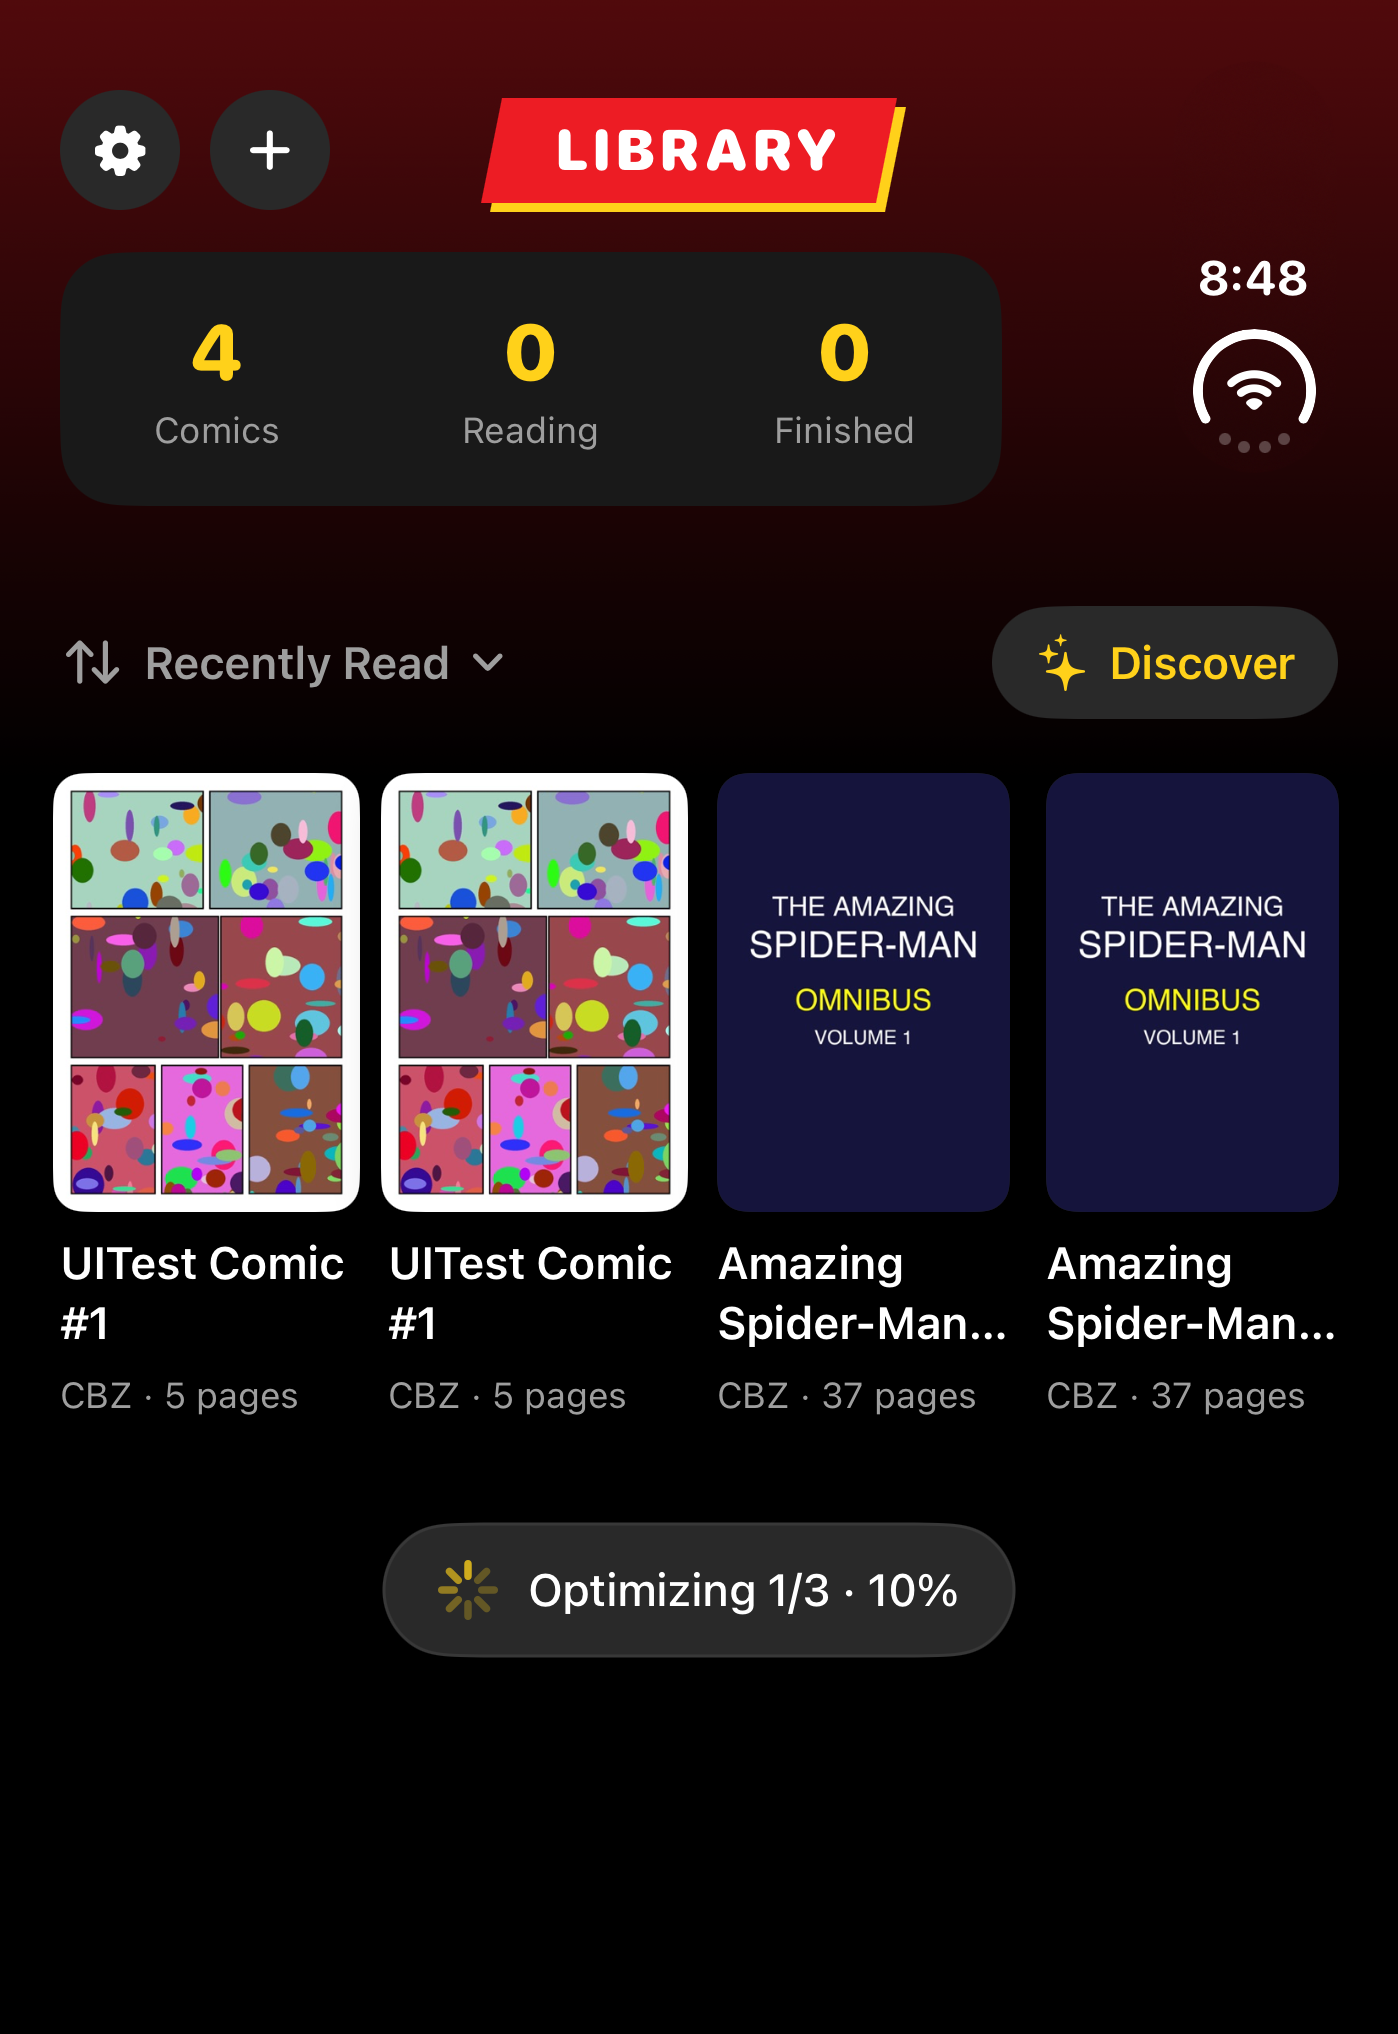 LIBRARY
8:48
4
Comics
0
Reading
0
Finished
Recently Read
Discover
THE AMAZING
SPIDER-MAN
OMNIBUS
VOLUME 1
THE AMAZING
SPIDER-MAN
OMNIBUS
VOLUME 1
UITest Comic
#1
CBZ · 5 pages
UITest Comic
#1
CBZ · 5 pages
Amazing
Spider-Man...
CBZ · 37 pages
Amazing
Spider-Man...
CBZ · 37 pages
Optimizing 1/3 · 10%